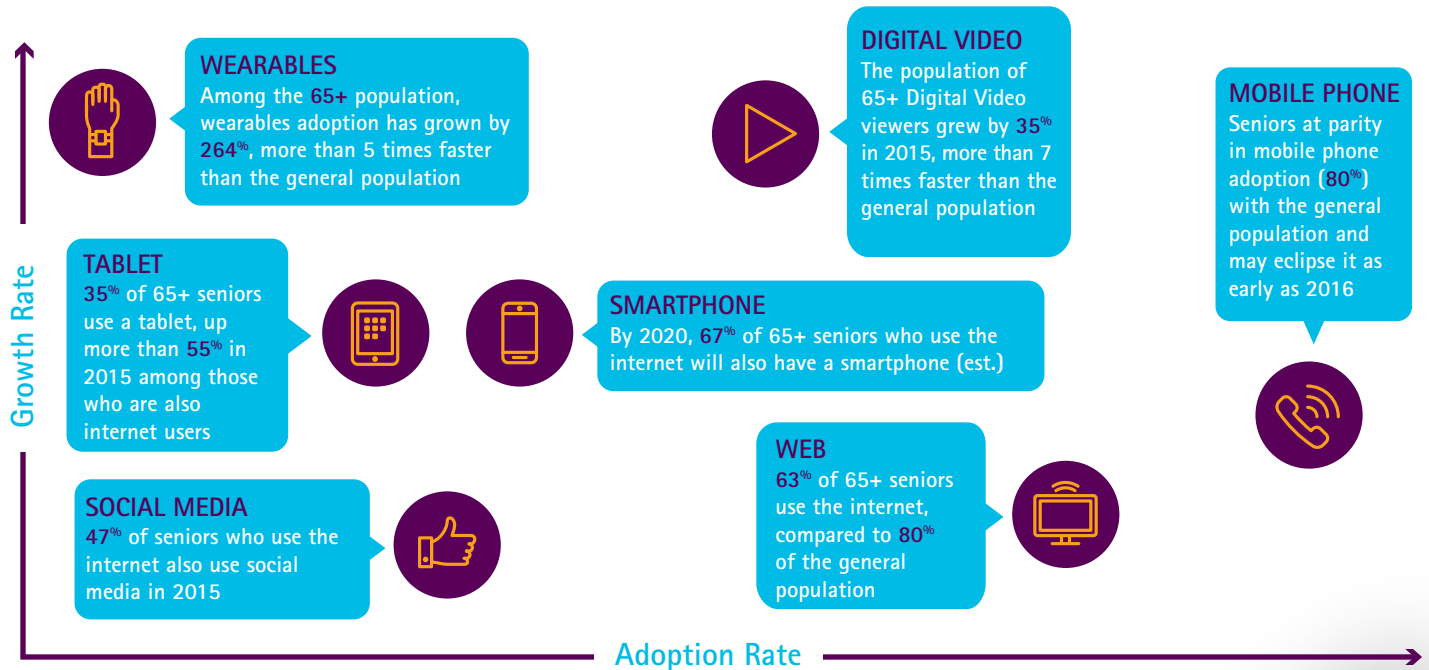 WEARABLES
Among the 65+ population,
wearables adoption has grown by
264%, more than 5 times faster
than the general population
DIGITAL VIDEO
The population of
65+ Digital Video
viewers grew by 35%
in 2015, more than 7
times faster than the
general population
MOBILE PHONE
Seniors at parity
in mobile phone
adoption (80%)
with the general
population and
may eclipse it as
early as 2016
Growth Rate
TABLET
35% of 65+ seniors
use a tablet, up
more than 55% in
2015 among those
who are also
internet users
SMARTPHONE
By 2020, 67% of 65+ seniors who use the
internet will also have a smartphone (est.)
SOCIAL MEDIA
47% of seniors who use the
internet also use social
media in 2015
WEB
63% of 65+ seniors
use the internet,
compared to 80%
of the general
population
Adoption Rate